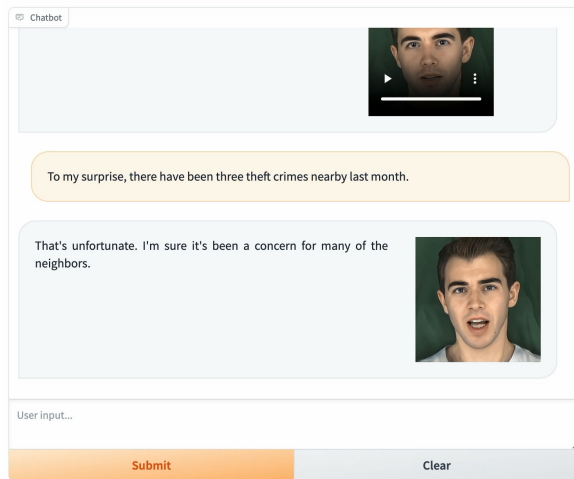 Chatbot
To my surprise, there have been three theft crimes nearby last month.
That's unfortunate. I'm sure it's been a concern for many of the
neighbors.
User input...
Submit
Clear